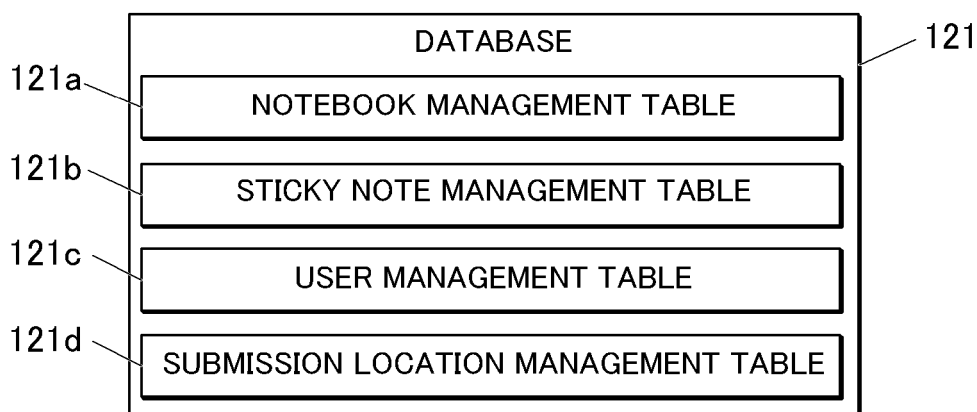 DATABASE
121
121a
NOTEBOOK MANAGEMENT TABLE
121b
STICKY NOTE MANAGEMENT TABLE
121c
USER MANAGEMENT TABLE
121d
SUBMISSION LOCATION MANAGEMENT TABLE